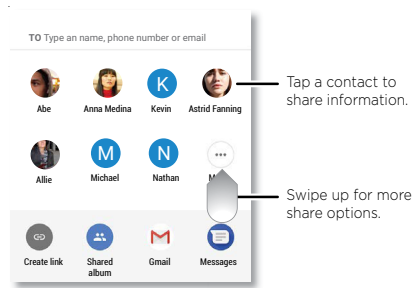 TO Type an name, phone number or email
K
Abe Anna Medina Kevin Astrid Fanning
Tap a contact to
share information.
M N
Allie Michael Nathan
Swipe up for more
share options.
Create link Shared album Gmail Messages